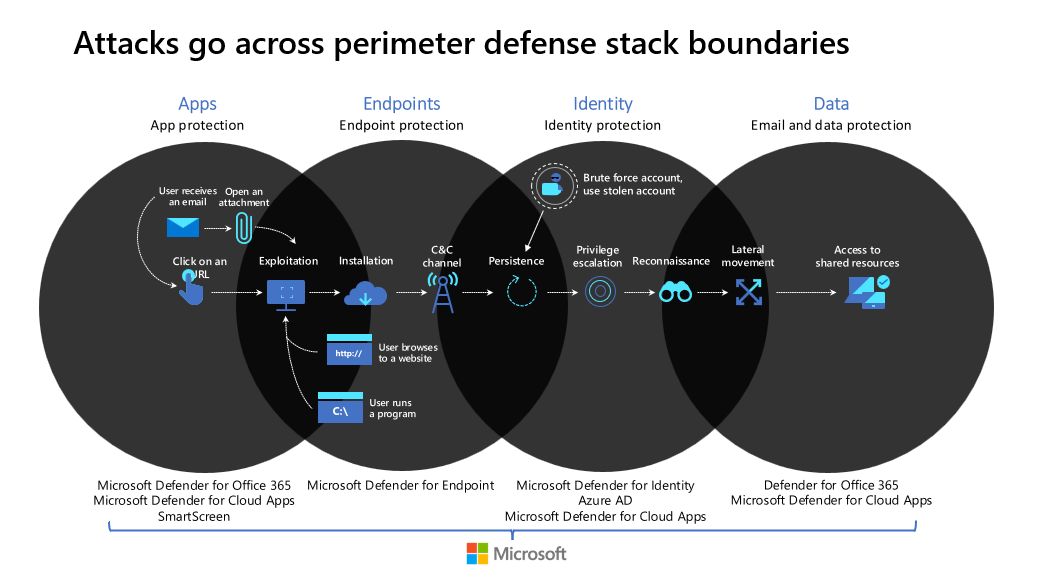 Attacks go across perimeter defense stack boundaries
Apps
App protection
Endpoints
Endpoint protection
Identity
Identity protection
Data
Email and data protection
User receives
an email
Open an
attachment
Brute force account,
use stolen account
Click on an
URL
Exploitation
Installation
C&C
channel
Persistence
Privilege
escalation
Reconnaissance
Lateral
movement
Access to
shared resources
http://
User browses
to a website
C:\
User runs
a program
Microsoft Defender for Office 365
Microsoft Defender for Cloud Apps
SmartScreen
Microsoft Defender for Endpoint
Microsoft Defender for Identity
Azure AD
Microsoft Defender for Cloud Apps
Defender for Office 365
Microsoft Defender for Cloud Apps
Microsoft